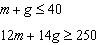 m + g ≤ 40
12m + 14g ≥ 250